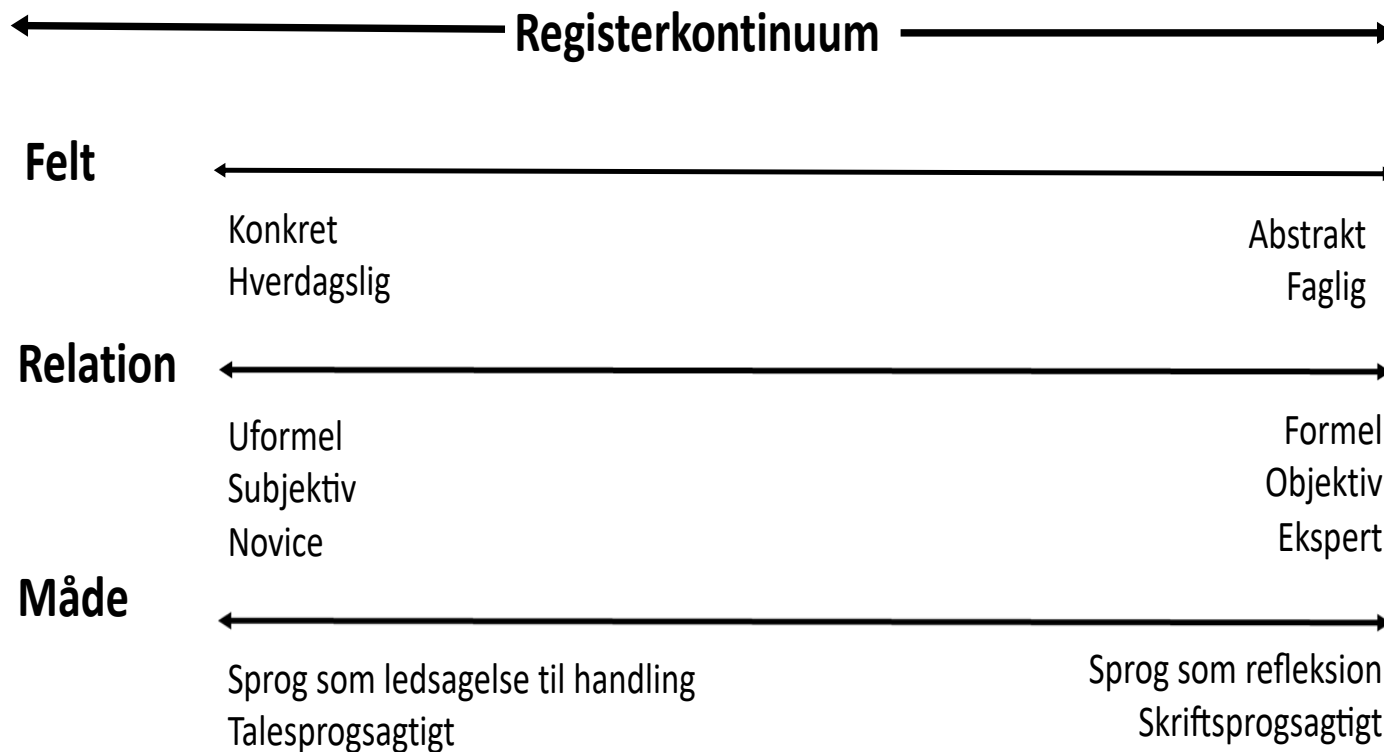 Registerkontinuum
Felt
Konkret
Abstrakt
Hverdagslig
Faglig
Relation
Uformel
Formel
Subjektiv
Objektiv
Novice
Ekspert
Måde
Sprog som ledsagelse til handling
Sprog som refleksion
Talesprogsagtigt
Skriftsprogsagtigt